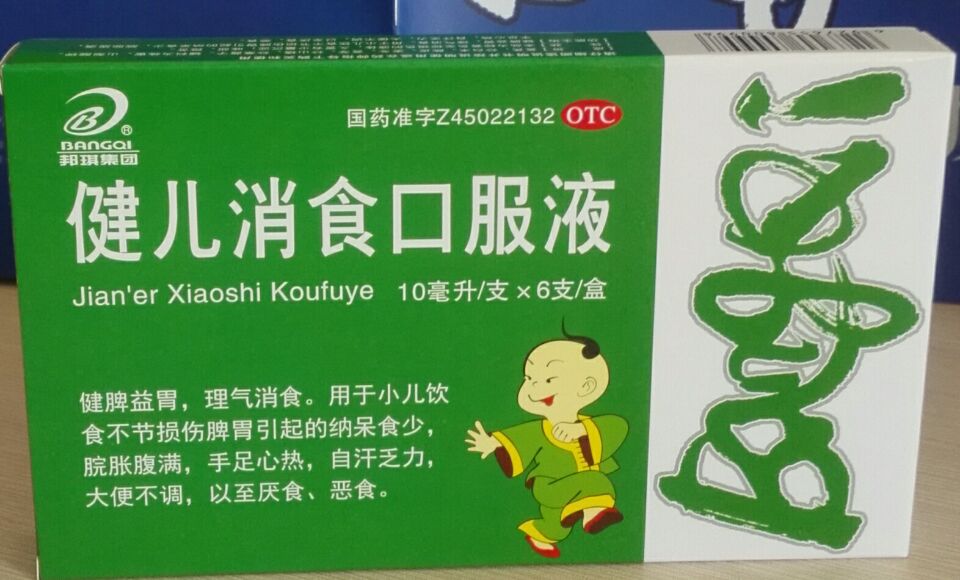 国药准字Z45022132 OTC
BANGQI
邦琪集团
健儿消食口服液
Jian'er Xiaoshi Koufuye 10毫升/支×6支/盒
健脾益胃，理气消食。用于小儿饮
食不节损伤脾胃引起的纳呆食少，
脘胀腹满，手足心热，自汗乏力，
大便不调，以至厌食、恶食。
Bangqi